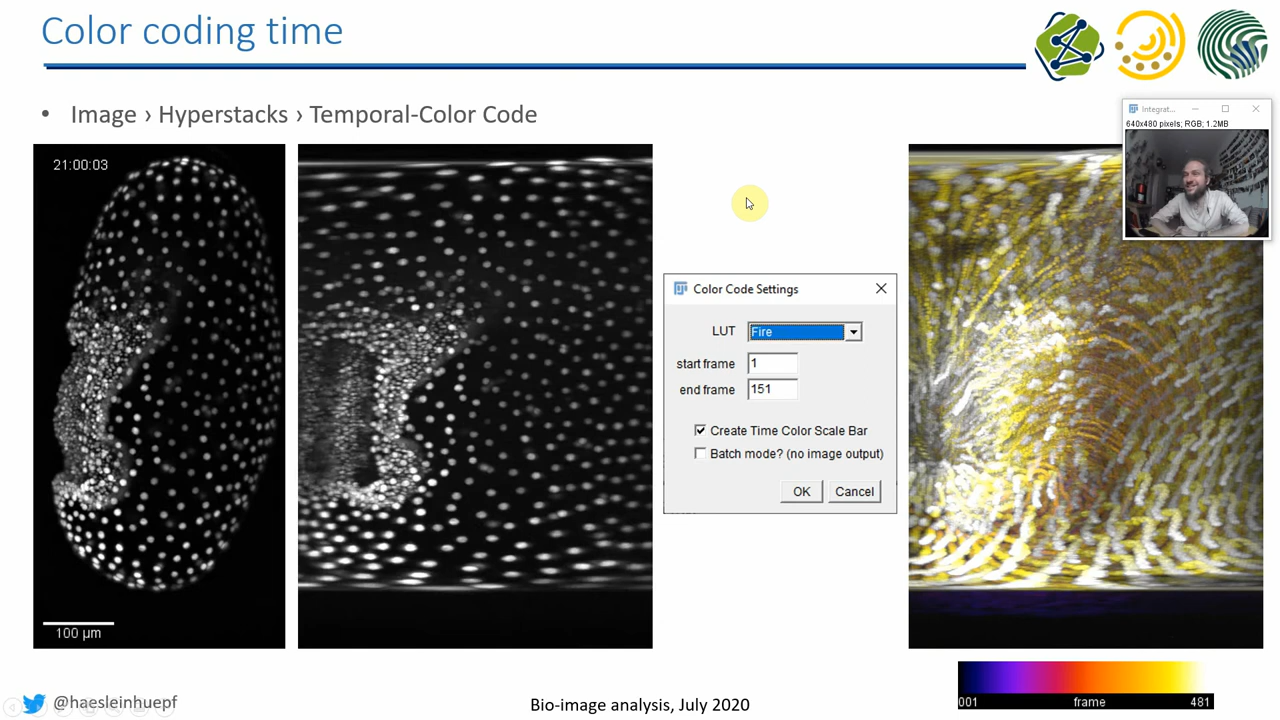 Color coding time
• Image › Hyperstacks › Temporal-Color Code
Integrat...
640x480 pixels; RGB; 1.2MB
21:00:03
100 µm
Color Code Settings
LUT Fire
start frame 1
end frame 151
Create Time Color Scale Bar
Batch mode? (no image output)
OK Cancel
001 frame 481
@haesleinhuepf
Bio-image analysis, July 2020